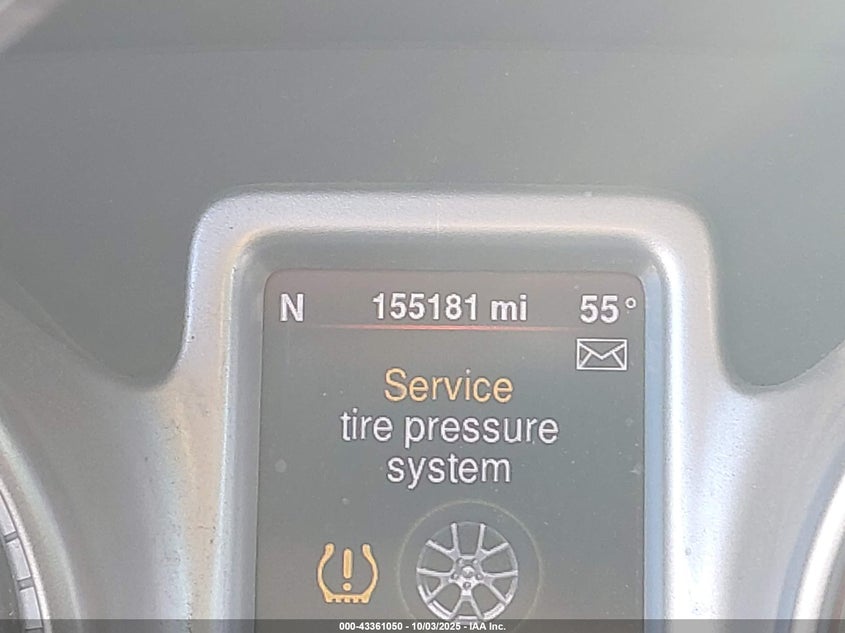 N 155181 mi 55°
Service
tire pressure
system
000-43361050 - 10/03/2025 - IAA Inc.